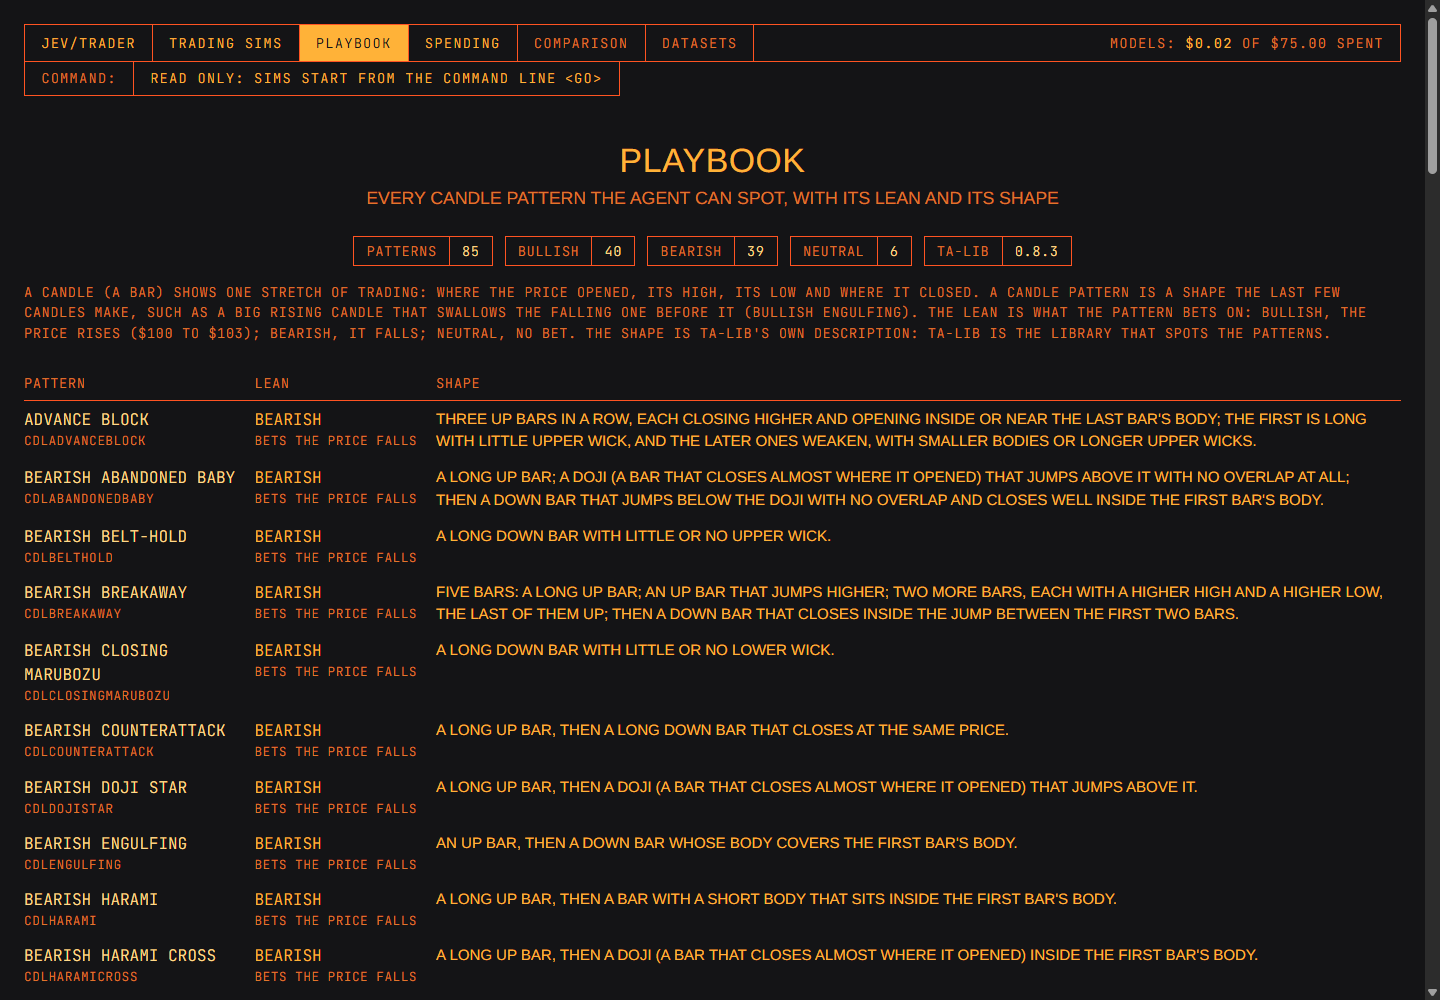 JEV/TRADER TRADING SIMS PLAYBOOK SPENDING COMPARISON DATASETS MODELS: $0.02 OF $75.00 SPENT
COMMAND: READ ONLY: SIMS START FROM THE COMMAND LINE <GO>
PLAYBOOK
EVERY CANDLE PATTERN THE AGENT CAN SPOT, WITH ITS LEAN AND ITS SHAPE
PATTERNS 85 BULLISH 40 BEARISH 39 NEUTRAL 6 TA-LIB 0.8.3
A CANDLE (A BAR) SHOWS ONE STRETCH OF TRADING: WHERE THE PRICE OPENED, ITS HIGH, ITS LOW AND WHERE IT CLOSED. A CANDLE PATTERN IS A SHAPE THE LAST FEW
CANDLES MAKE, SUCH AS A BIG RISING CANDLE THAT SWALLOWS THE FALLING ONE BEFORE IT (BULLISH ENGULFING). THE LEAN IS WHAT THE PATTERN BETS ON: BULLISH, THE
PRICE RISES ($100 TO $103); BEARISH, IT FALLS; NEUTRAL, NO BET. THE SHAPE IS TA-LIB'S OWN DESCRIPTION: TA-LIB IS THE LIBRARY THAT SPOTS THE PATTERNS.
PATTERN LEAN SHAPE
ADVANCE BLOCK BEARISH THREE UP BARS IN A ROW, EACH CLOSING HIGHER AND OPENING INSIDE OR NEAR THE LAST BAR'S BODY; THE FIRST IS LONG
CDLADVANCEBLOCK BETS THE PRICE FALLS WITH LITTLE UPPER WICK, AND THE LATER ONES WEAKEN, WITH SMALLER BODIES OR LONGER UPPER WICKS.
BEARISH ABANDONED BABY BEARISH A LONG UP BAR; A DOJI (A BAR THAT CLOSES ALMOST WHERE IT OPENED) THAT JUMPS ABOVE IT WITH NO OVERLAP AT ALL;
CDLABANDONEDBABY BETS THE PRICE FALLS THEN A DOWN BAR THAT JUMPS BELOW THE DOJI WITH NO OVERLAP AND CLOSES WELL INSIDE THE FIRST BAR'S BODY.
BEARISH BELT-HOLD BEARISH A LONG DOWN BAR WITH LITTLE OR NO UPPER WICK.
CDLBELTHOLD BETS THE PRICE FALLS
BEARISH BREAKAWAY BEARISH FIVE BARS: A LONG UP BAR; AN UP BAR THAT JUMPS HIGHER; TWO MORE BARS, EACH WITH A HIGHER HIGH AND A HIGHER LOW,
CDLBREAKAWAY BETS THE PRICE FALLS THE LAST OF THEM UP; THEN A DOWN BAR THAT CLOSES INSIDE THE JUMP BETWEEN THE FIRST TWO BARS.
BEARISH CLOSING BEARISH A LONG DOWN BAR WITH LITTLE OR NO LOWER WICK.
MARUBOZU BETS THE PRICE FALLS
CDLCLOSINGMARUBOZU
BEARISH COUNTERATTACK BEARISH A LONG UP BAR, THEN A LONG DOWN BAR THAT CLOSES AT THE SAME PRICE.
CDLCOUNTERATTACK BETS THE PRICE FALLS
BEARISH DOJI STAR BEARISH A LONG UP BAR, THEN A DOJI (A BAR THAT CLOSES ALMOST WHERE IT OPENED) THAT JUMPS ABOVE IT.
CDLDOJISTAR BETS THE PRICE FALLS
BEARISH ENGULFING BEARISH AN UP BAR, THEN A DOWN BAR WHOSE BODY COVERS THE FIRST BAR'S BODY.
CDLENGULFING BETS THE PRICE FALLS
BEARISH HARAMI BEARISH A LONG UP BAR, THEN A BAR WITH A SHORT BODY THAT SITS INSIDE THE FIRST BAR'S BODY.
CDLHARAMI BETS THE PRICE FALLS
BEARISH HARAMI CROSS BEARISH A LONG UP BAR, THEN A DOJI (A BAR THAT CLOSES ALMOST WHERE IT OPENED) INSIDE THE FIRST BAR'S BODY.
CDLHARAMICROSS BETS THE PRICE FALLS